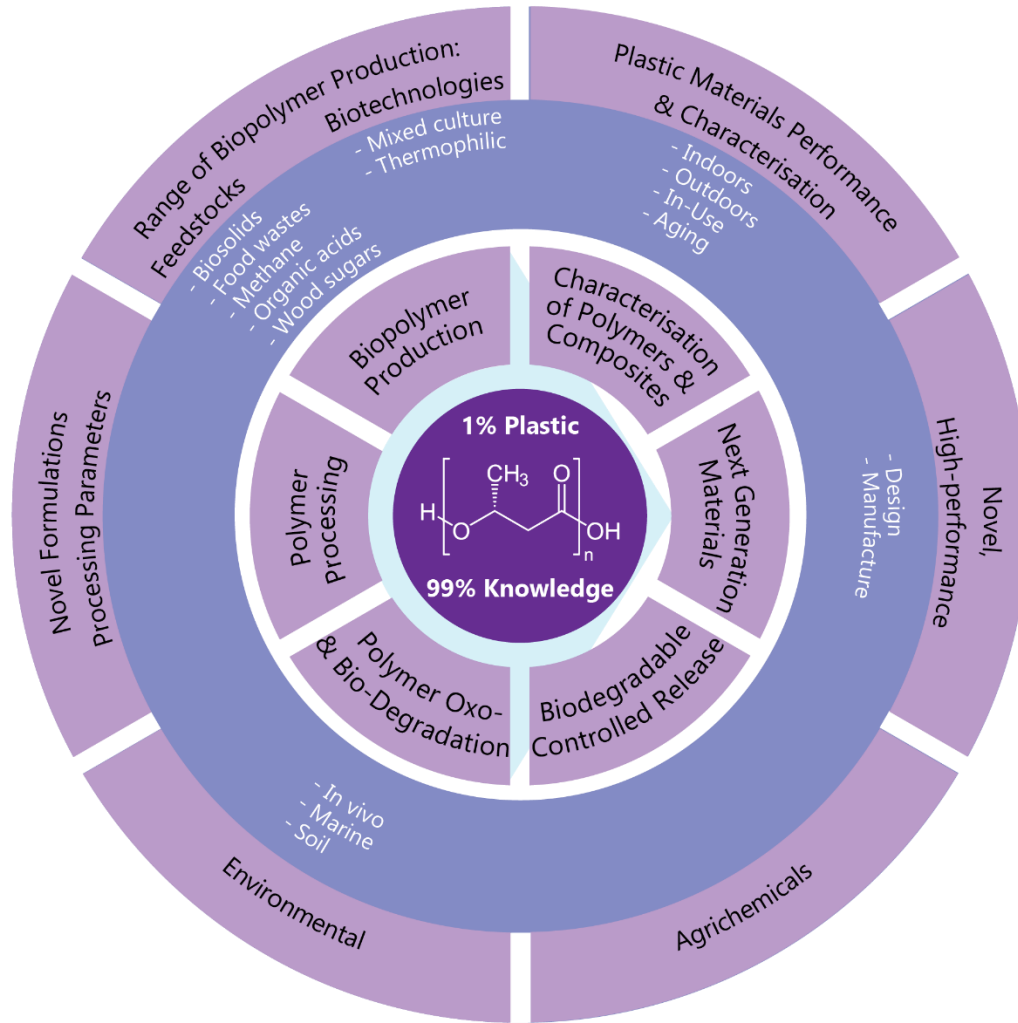 Range of Biopolymer Production:
Biotechnologies
- Mixed culture
- Thermophilic
Feedstocks
- Biosolids
- Food wastes
- Methane
- Organic acids
- Wood sugars
Plastic Materials Performance
& Characterisation
- Indoors
- Outdoors
- In-Use
- Aging
Novel,
High-performance
- Design
- Manufacture
Agrichemicals
Environmental
- In vivo
- Marine
- Soil
Novel Formulations
Processing Parameters
Biopolymer
Production
Characterisation
of Polymers &
Composites
Next Generation
Materials
Biodegradable
Controlled Release
Polymer Oxo-
& Bio-Degradation
Polymer
Processing
1% Plastic
CH3 O
H O OH
n
99% Knowledge